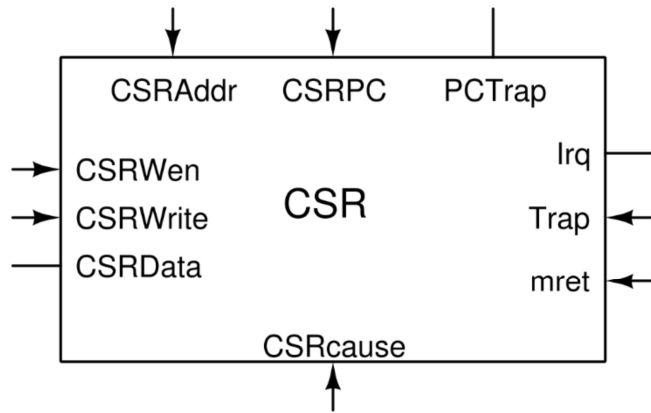 CSRAddr CSRPC PCTrap
Irq
CSRWen
CSR
CSRWrite
Trap
CSRData
mret
CSRcause